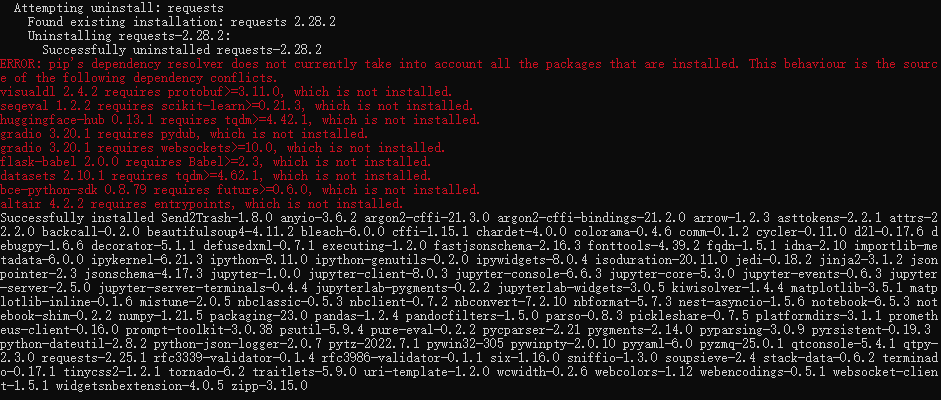 Attempting uninstall: requests
Found existing installation: requests 2.28.2
Uninstalling requests-2.28.2:
Successfully uninstalled requests-2.28.2
ERROR: pip's dependency resolver does not currently take into account all the packages that are installed. This behaviour is the sourc
e of the following dependency conflicts.
visualdl 2.4.2 requires protobuf>=3.11.0, which is not installed.
seqeval 1.2.2 requires scikit-learn>=0.21.3, which is not installed.
huggingface-hub 0.13.1 requires tqdm>=4.42.1, which is not installed.
gradio 3.20.1 requires pydub, which is not installed.
gradio 3.20.1 requires websockets>=10.0, which is not installed.
flask-babel 2.0.0 requires Babel>=2.3, which is not installed.
datasets 2.10.1 requires tqdm>=4.62.1, which is not installed.
bce-python-sdk 0.8.79 requires future>=0.6.0, which is not installed.
altair 4.2.2 requires entrypoints, which is not installed.
Successfully installed Send2Trash-1.8.0 anyio-3.6.2 argon2-cffi-21.3.0 argon2-cffi-bindings-21.2.0 arrow-1.2.3 asttokens-2.2.1 attrs-2
2.2.0 backcall-0.2.0 beautifulsoup4-4.11.2 bleach-6.0.0 cffi-1.15.1 chardet-4.0.0 colorama-0.4.6 comm-0.1.2 cycler-0.11.0 d2l-0.17.6 d
ebugpy-1.6.6 decorator-5.1.1 defusedxml-0.7.1 executing-1.2.0 fastjsonschema-2.16.3 fonttools-4.39.2 fqdn-1.5.1 idna-2.10 importlib-me
tadata-6.0.0 ipykernel-6.21.3 ipython-8.11.0 ipython-genutils-0.2.0 ipywidgets-8.0.4 isoduration-20.11.0 jedi-0.18.2 jinja2-3.1.2 json
pointer-2.3 jsonschema-4.17.3 jupyter-1.0.0 jupyter-client-8.0.3 jupyter-console-6.6.3 jupyter-core-5.3.0 jupyter-events-0.6.3 jupyter
-server-2.5.0 jupyter-server-terminals-0.4.4 jupyterlab-pygments-0.2.2 jupyterlab-widgets-3.0.5 kiwisolver-1.4.4 matplotlib-3.5.1 matp
lotlib-inline-0.1.6 mistune-2.0.5 nbclassic-0.5.3 nbclient-0.7.2 nbconvert-7.2.10 nbformat-5.7.3 nest-asyncio-1.5.6 notebook-6.5.3 not
ebook-shim-0.2.2 numpy-1.21.5 packaging-23.0 pandas-1.2.4 pandocfilters-1.5.0 parso-0.8.3 pickleshare-0.7.5 platformdirs-3.1.1 prometh
eus-client-0.16.0 prompt-toolkit-3.0.38 psutil-5.9.4 pure-eval-0.2.2 pycparser-2.21 pygments-2.14.0 pyparsing-3.0.9 pyrsistent-0.19.3
python-dateutil-2.8.2 python-json-logger-2.0.7 pytz-2022.7.1 pywin32-305 pywinpty-2.0.10 pyyaml-6.0 pyzmq-25.0.1 qtconsole-5.4.1 qtpy-
2.3.0 requests-2.25.1 rfc3339-validator-0.1.4 rfc3986-validator-0.1.1 six-1.16.0 sniffio-1.3.0 soupsieve-2.4 stack-data-0.6.2 terminad
o-0.17.1 tinycss2-1.2.1 tornado-6.2 traitlets-5.9.0 uri-template-1.2.0 wcwidth-0.2.6 webcolors-1.12 webencodings-0.5.1 websocket-clien
t-1.5.1 widgetsnbextension-4.0.5 zipp-3.15.0